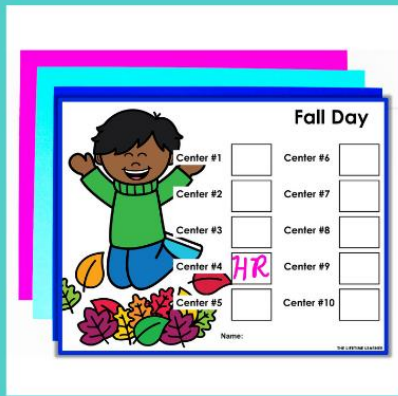 Fall Day
Center #1
Center #2
Center #3
Center #4 HR
Center #5
Center #6
Center #7
Center #8
Center #9
Center #10
Name:
THE LIFETIME LEARNER